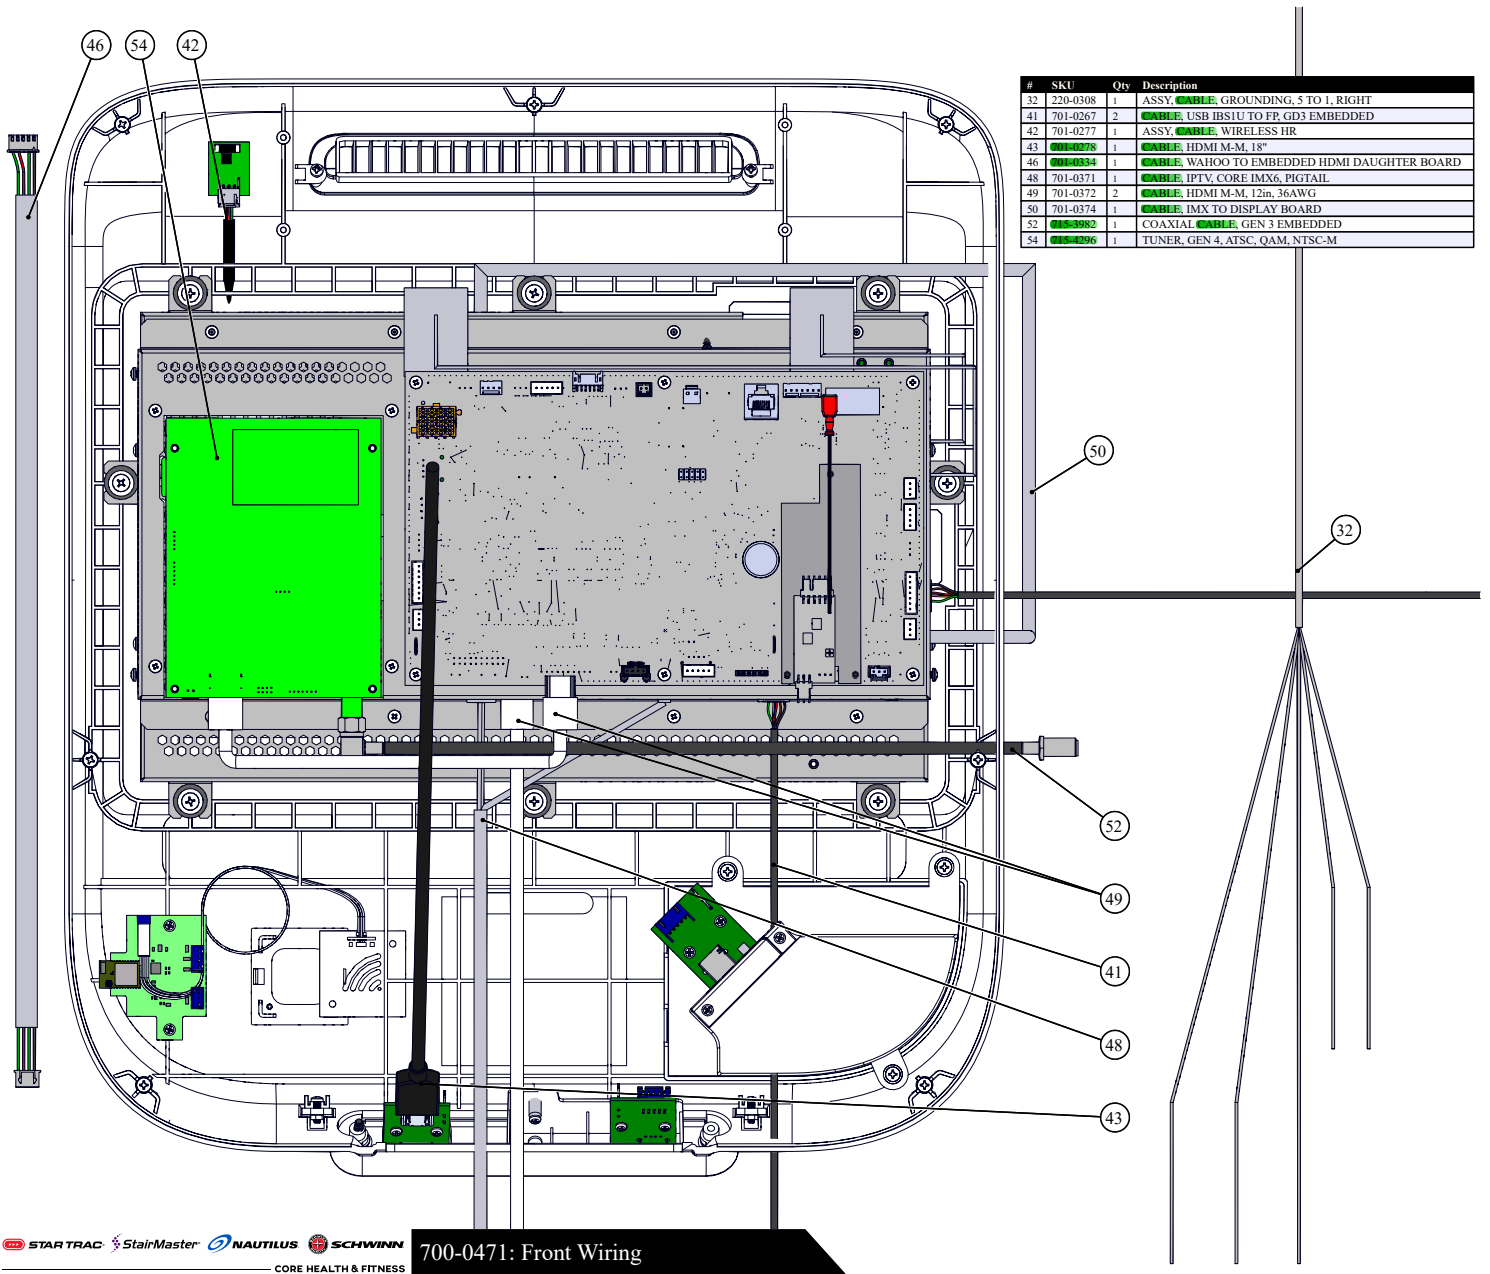 46
54
42
# SKU Qty Description
32 220-0308 1 ASSY, CABLE, GROUNDING, 5 TO 1, RIGHT
41 701-0267 2 CABLE, USB IBS1U TO FP, GD3 EMBEDDED
42 701-0277 1 ASSY, CABLE, WIRELESS HR
43 701-0278 1 CABLE, HDMI M-M, 18"
46 701-0334 1 CABLE, WAHOO TO EMBEDDED HDMI DAUGHTER BOARD
48 701-0371 1 CABLE, IPTV, CORE IMX6, PIGTAIL
49 701-0372 2 CABLE, HDMI M-M, 12in, 36AWG
50 701-0374 1 CABLE, IMX TO DISPLAY BOARD
52 715-3982 1 COAXIAL CABLE, GEN 3 EMBEDDED
54 715-4296 1 TUNER, GEN 4, ATSC, QAM, NTSC-M
50
32
52
49
41
48
43
STAR TRAC StairMaster NAUTILUS SCHWINN
CORE HEALTH & FITNESS
700-0471: Front Wiring